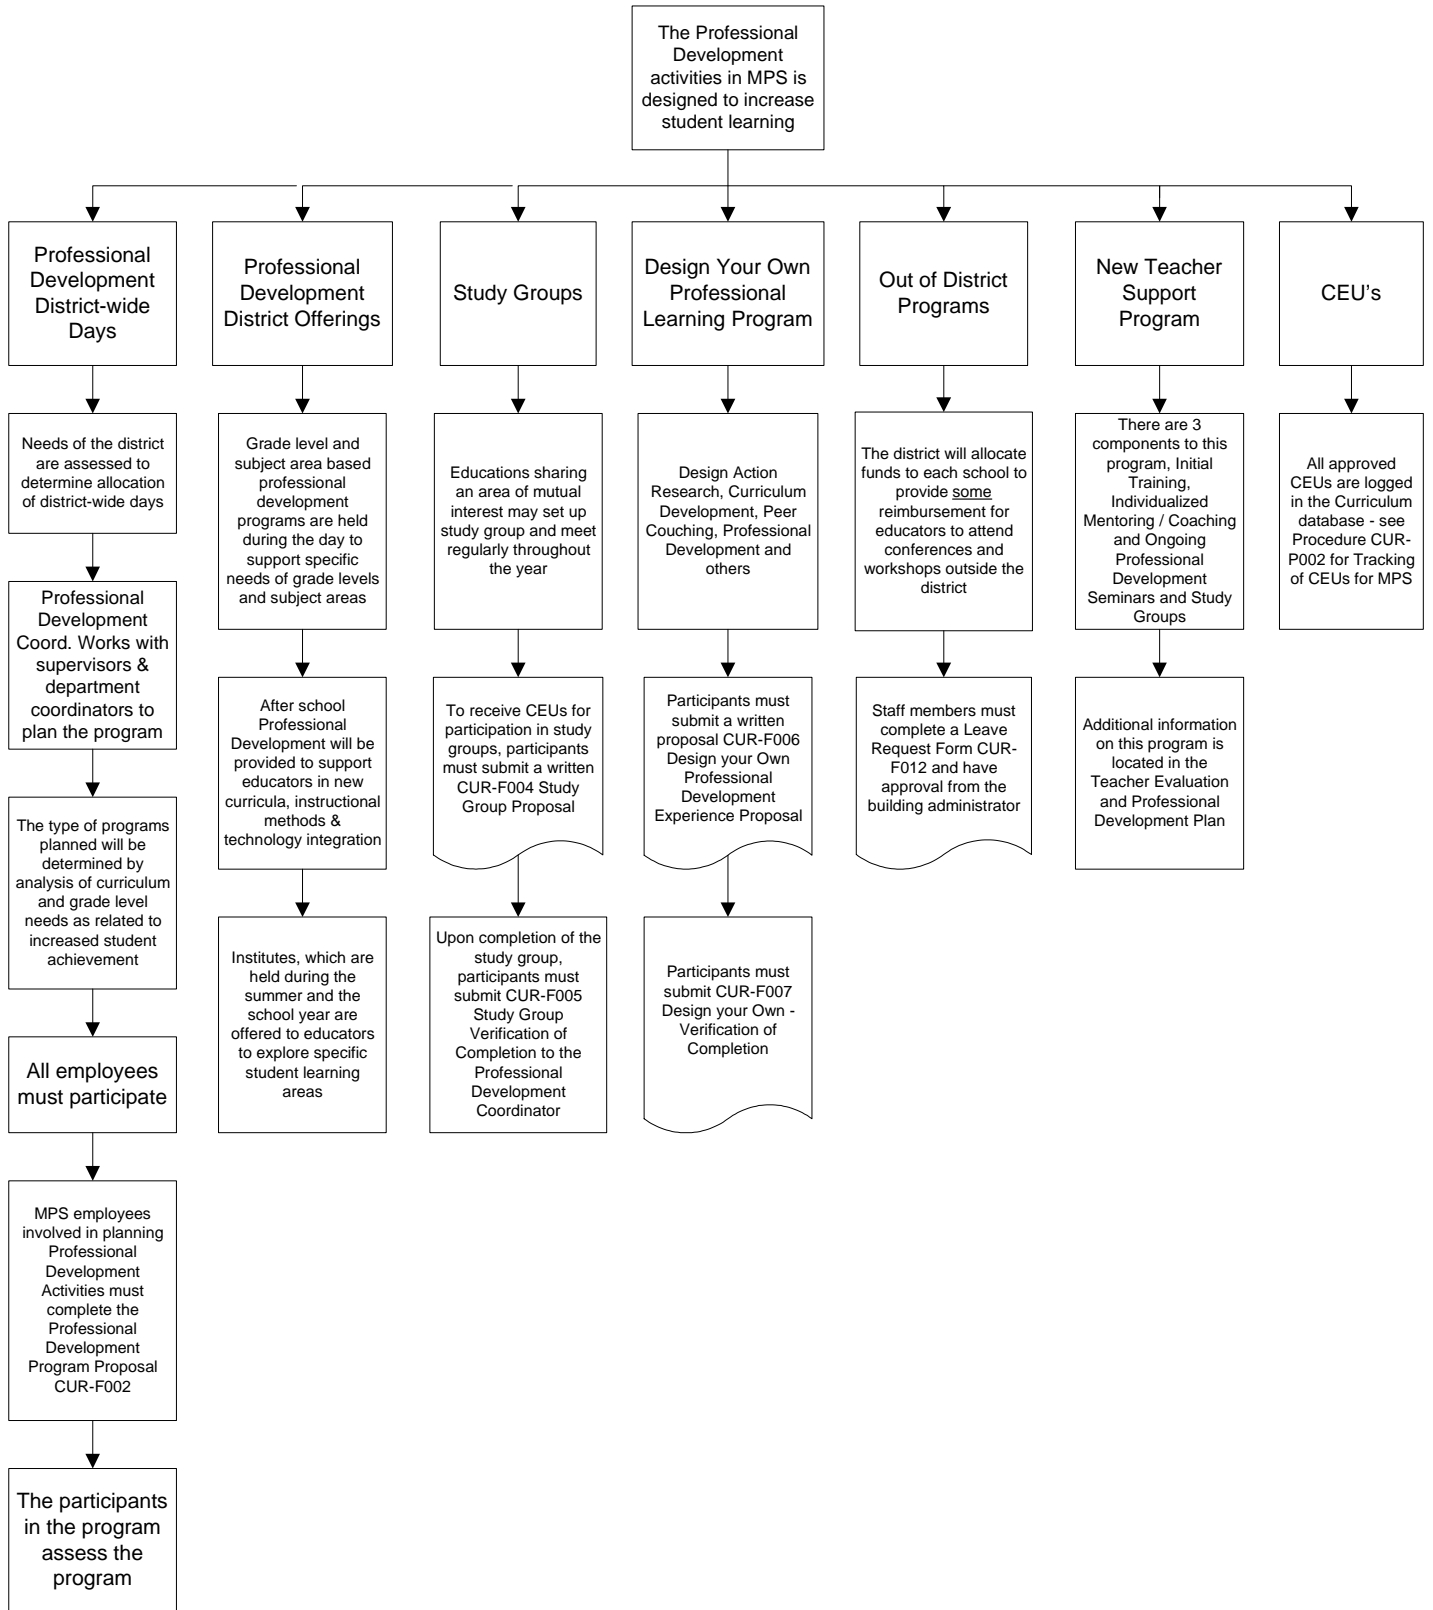 The Professional
Development
activities in MPS is
designed to increase
student learning
Professional
Development
District-wide
Days
Needs of the district
are assessed to
determine allocation
of district-wide days
Professional
Development
Coord. Works with
supervisors &
department
coordinators to
plan the program
The type of programs
planned will be
determined by
analysis of curriculum
and grade level
needs as related to
increased student
achievement
All employees
must participate
MPS employees
involved in planning
Professional
Development
Activities must
complete the
Professional
Development
Program Proposal
CUR-F002
The participants
in the program
assess the
program
Professional
Development
District Offerings
Grade level and
subject area based
professional
development
programs are held
during the day to
support specific
needs of grade levels
and subject areas
After school
Professional
Development will be
provided to support
educators in new
curricula, instructional
methods &
technology integration
Institutes, which are
held during the
summer and the
school year are
offered to educators
to explore specific
student learning
areas
Study Groups
Educations sharing
an area of mutual
interest may set up
study group and meet
regularly throughout
the year
To receive CEUs for
participation in study
groups, participants
must submit a written
CUR-F004 Study
Group Proposal
Upon completion of the
study group,
participants must
submit CUR-F005
Study Group
Verification of
Completion to the
Professional
Development
Coordinator
Design Your Own
Professional
Learning Program
Design Action
Research, Curriculum
Development, Peer
Couching, Professional
Development and
others
Participants must
submit a written
proposal CUR-F006
Design your Own
Professional
Development
Experience Proposal
Participants must
submit CUR-F007
Design your Own -
Verification of
Completion
Out of District
Programs
The district will allocate
funds to each school to
provide some
reimbursement for
educators to attend
conferences and
workshops outside the
district
Staff members must
complete a Leave
Request Form CUR-
F012 and have
approval from the
building administrator
New Teacher
Support
Program
There are 3
components to this
program, Initial
Training,
Individualized
Mentoring / Coaching
and Ongoing
Professional
Development
Seminars and Study
Groups
Additional information
on this program is
located in the
Teacher Evaluation
and Professional
Development Plan
CEU's
All approved
CEUs are logged
in the Curriculum
database - see
Procedure CUR-
P002 for Tracking
of CEUs for MPS